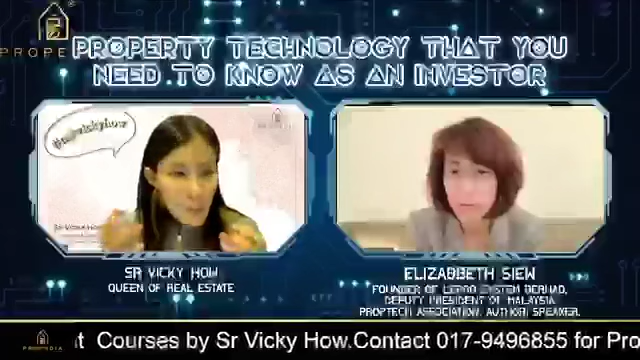 PROPE
PROPERTY TECHNOLOGY THAT YOU
NEED TO KNOW AS AN INVESTOR
#srvickyhow
SR VICKY HOW
QUEEN OF REAL ESTATE
ELIZABBETH SIEW
FOUNDER OF SYSTEM BERHAD,
DEPUTY PRESIDENT OF MALAYSIA
PROPTECH ASSOCIATION, AUTHOR, SPEAKER.
PROPEDIA
t Courses by Sr Vicky How.Contact 017-9496855 for Pro